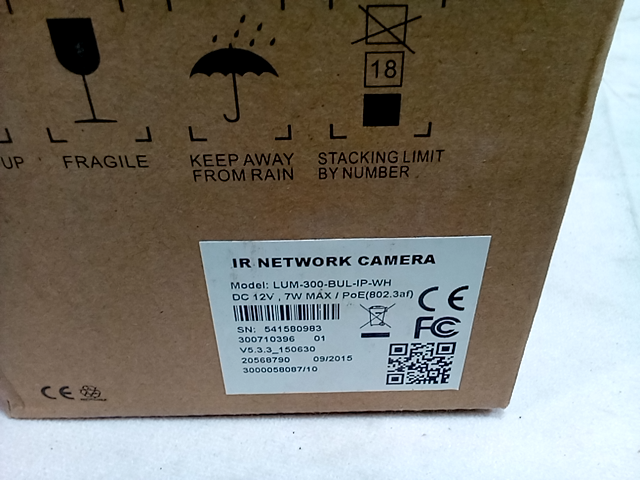 18
UP
FRAGILE
KEEP AWAY
FROM RAIN
STACKING LIMIT
BY NUMBER
IR NETWORK CAMERA
Model: LUM-300-BUL-IP-WH
DC 12V , 7W MAX / PoE(802.3af)
CE
FC
SN: 541580983
300710396 01
V5.3.3_150630
20568790 09/2015
3000058087/10
CE